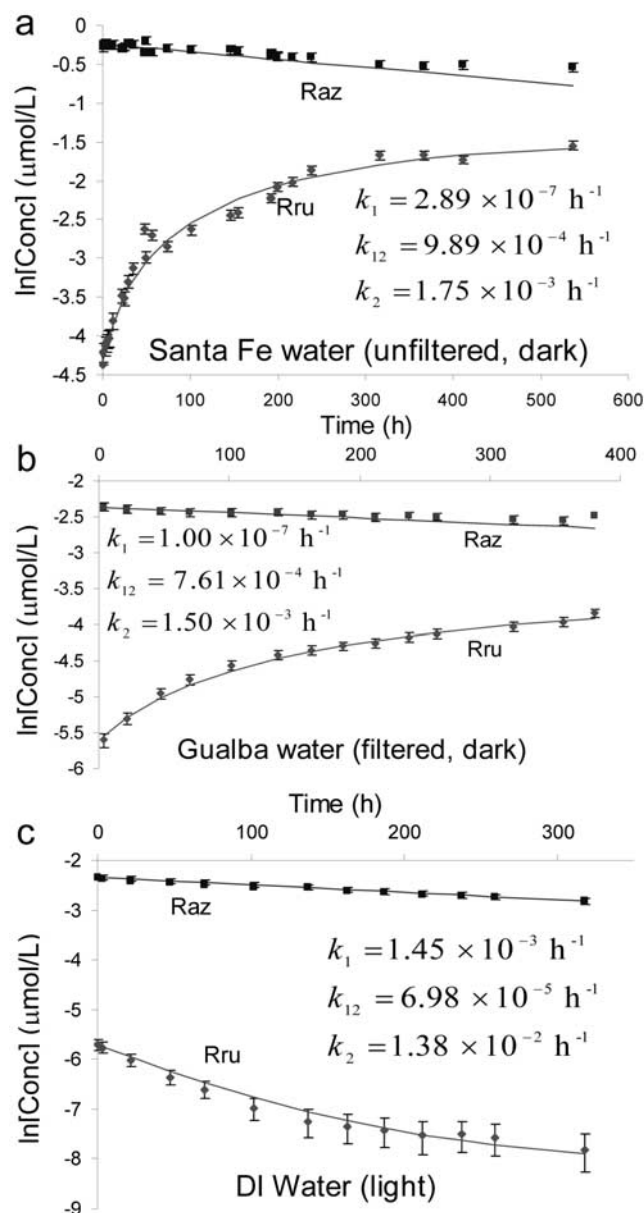 a
0
-0.5
-1
-1.5
-2
-2.5
-3
-3.5
-4
-4.5
ln[Conc] (µmol/L)
Raz
Rru
k₁ = 2.89 × 10⁻⁷ h⁻¹
k₁₂ = 9.89 × 10⁻⁴ h⁻¹
k₂ = 1.75 × 10⁻³ h⁻¹
Santa Fe water (unfiltered, dark)
0 100 200 300 400 500 600
Time (h)
b
0 100 200 300 400
-2
-2.5
-3
-3.5
-4
-4.5
-5
-5.5
-6
ln[Conc] (µmol/L)
Raz
k₁ = 1.00 × 10⁻⁷ h⁻¹
k₁₂ = 7.61 × 10⁻⁴ h⁻¹
k₂ = 1.50 × 10⁻³ h⁻¹
Rru
Gualba water (filtered, dark)
Time (h)
c
0 100 200 300
-2
-3
-4
-5
-6
-7
-8
-9
ln[Conc] (µmol/L)
Raz
k₁ = 1.45 × 10⁻³ h⁻¹
k₁₂ = 6.98 × 10⁻⁵ h⁻¹
k₂ = 1.38 × 10⁻² h⁻¹
Rru
DI Water (light)